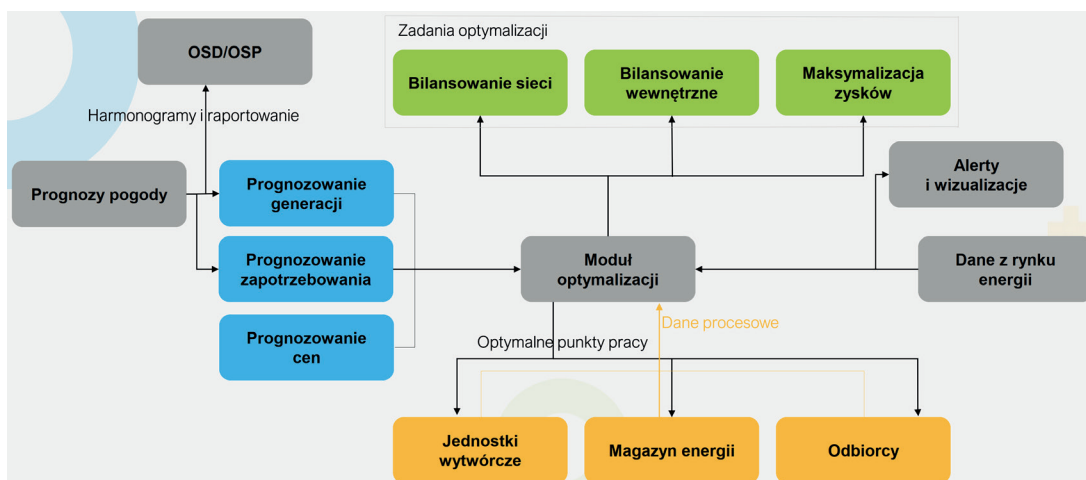 Zadania optymalizacji
OSD/OSP
Bilansowanie sieci
Bilansowanie
wewnętrzne
Maksymalizacja
zysków
Harmonogramy i raportowanie
Prognozy pogody
Prognozowanie
generacji
Alerty
i wizualizacje
Prognozowanie
zapotrzebowania
Moduł
optymalizacji
Dane z rynku
energii
Prognozowanie
cen
Dane procesowe
Optymalne punkty pracy
Jednostki
wytwórcze
Magazyn energii
Odbiorcy